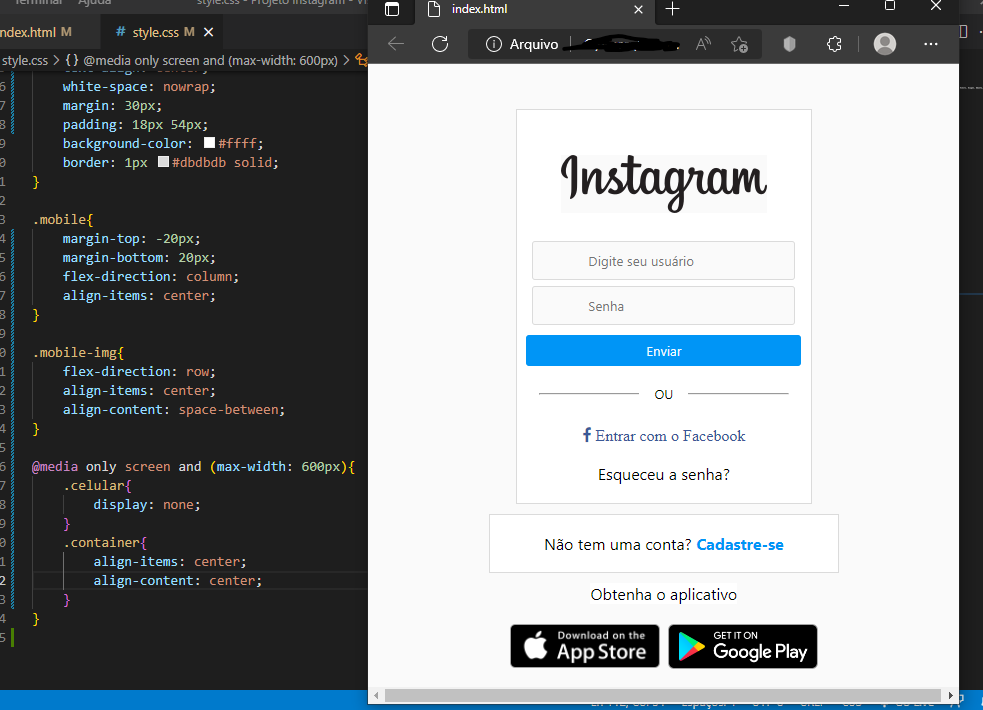 Terminal Ajuda
style.css - Projeto Instagram
index.html M
# style.css M
style.css > {} @media only screen and (max-width: 600px) >
white-space: nowrap;
margin: 30px;
padding: 18px 54px;
background-color: #ffff;
border: 1px #dbdbdb solid;
}
.mobile{
margin-top: -20px;
margin-bottom: 20px;
flex-direction: column;
align-items: center;
}
.mobile-img{
flex-direction: row;
align-items: center;
align-content: space-between;
}
@media only screen and (max-width: 600px){
.celular{
display: none;
}
.container{
align-items: center;
align-content: center;
}
}
index.html
Arquivo
Instagram
Digite seu usuário
Senha
Enviar
OU
Entrar com o Facebook
Esqueceu a senha?
Não tem uma conta? Cadastre-se
Obtenha o aplicativo
Download on the
App Store
GET IT ON
Google Play